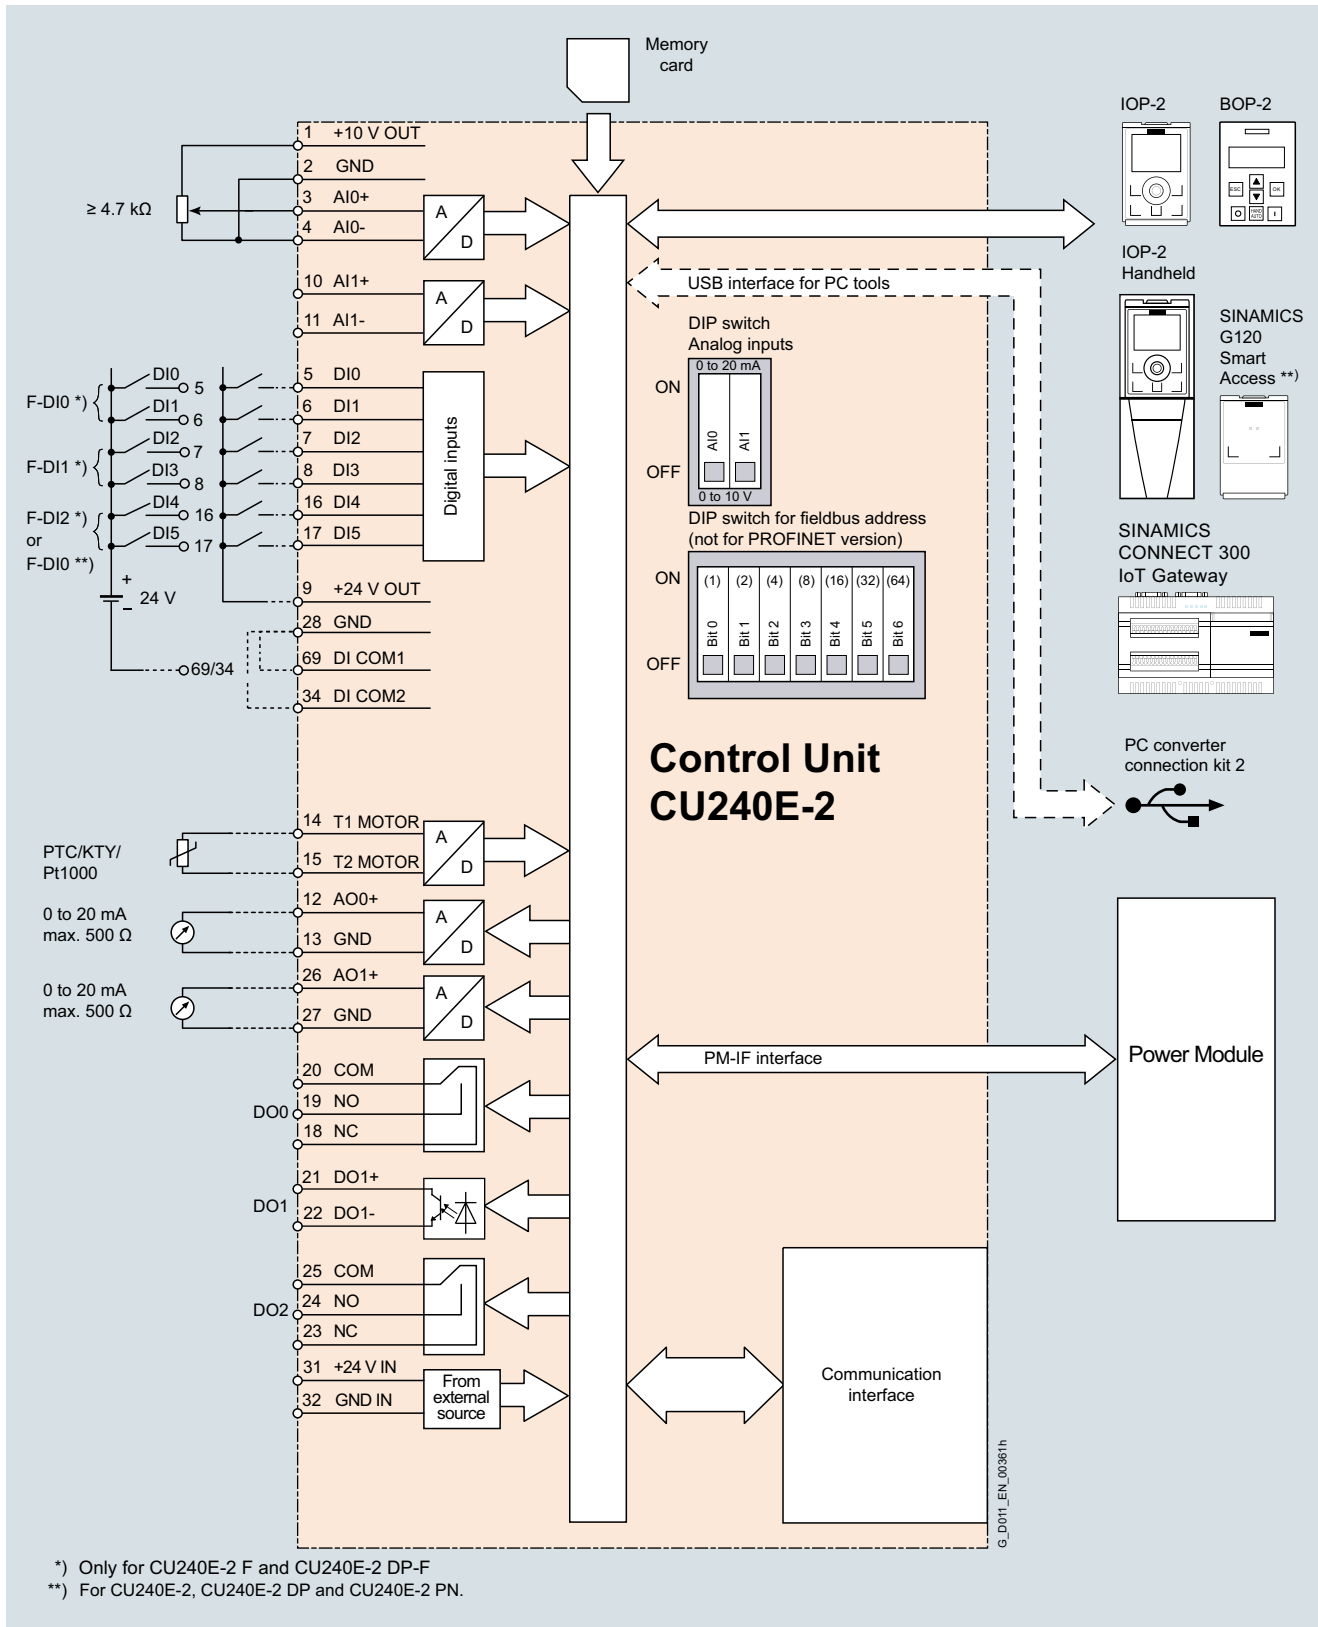 Memory
card
IOP-2
BOP-2
ESC
OK
HAND
AUTO
1 +10 V OUT
2 GND
3 AI0+
4 AI0-
≥ 4.7 kΩ
A
D
10 AI1+
11 AI1-
A
D
IOP-2
Handheld
USB interface for PC tools
SINAMICS
G120
Smart
Access **)
DIP switch
Analog inputs
0 to 20 mA
ON
OFF
AI0
AI1
0 to 10 V
DIP switch for fieldbus address
(not for PROFINET version)
ON
OFF
(1) (2) (4) (8) (16) (32) (64)
Bit 0 Bit 1 Bit 2 Bit 3 Bit 4 Bit 5 Bit 6
F-DI0 *)
F-DI1 *)
F-DI2 *)
or
F-DI0 **)
DI0 5
DI1 6
DI2 7
DI3 8
DI4 16
DI5 17
+
–
24 V
69/34
5 DI0
6 DI1
7 DI2
8 DI3
16 DI4
17 DI5
Digital inputs
9 +24 V OUT
28 GND
69 DI COM1
34 DI COM2
SINAMICS
CONNECT 300
IoT Gateway
Control Unit
CU240E-2
PC converter
connection kit 2
PTC/KTY/
Pt1000
14 T1 MOTOR
15 T2 MOTOR
A
D
0 to 20 mA
max. 500 Ω
12 AO0+
13 GND
A
D
0 to 20 mA
max. 500 Ω
26 AO1+
27 GND
A
D
PM-IF interface
Power Module
DO0
20 COM
19 NO
18 NC
DO1
21 DO1+
22 DO1-
DO2
25 COM
24 NO
23 NC
31 +24 V IN
32 GND IN
From
external
source
Communication
interface
G_D011_EN_00361h
*) Only for CU240E-2 F and CU240E-2 DP-F
**) For CU240E-2, CU240E-2 DP and CU240E-2 PN.